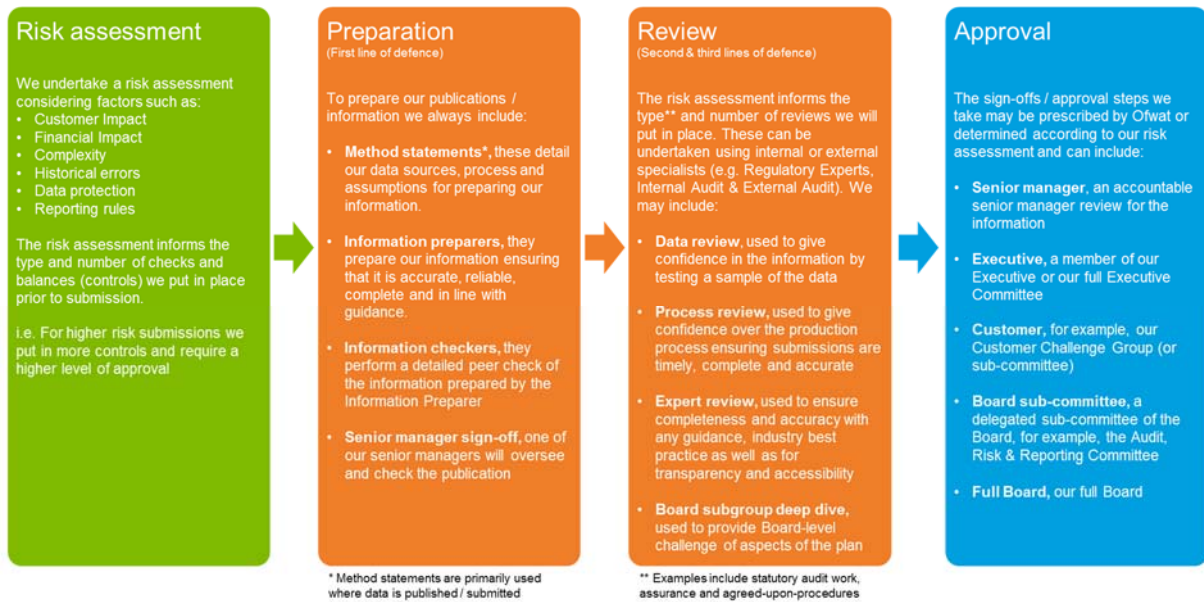 Risk assessment
We undertake a risk assessment
considering factors such as:
• Customer Impact
• Financial Impact
• Complexity
• Historical errors
• Data protection
• Reporting rules
The risk assessment informs the
type and number of checks and
balances (controls) we put in place
prior to submission.
i.e. For higher risk submissions we
put in more controls and require a
higher level of approval
Preparation
(First line of defence)
To prepare our publications /
information we always include:
• Method statements*, these detail
our data sources, process and
assumptions for preparing our
information.
• Information preparers, they
prepare our information ensuring
that it is accurate, reliable,
complete and in line with
guidance.
• Information checkers, they
perform a detailed peer check of
the information prepared by the
Information Preparer
• Senior manager sign-off, one of
our senior managers will oversee
and check the publication
* Method statements are primarily used
where data is published / submitted
Review
(Second & third lines of defence)
The risk assessment informs the
type** and number of reviews we will
put in place. These can be
undertaken using internal or external
specialists (e.g. Regulatory Experts,
Internal Audit & External Audit). We
may include:
• Data review, used to give
confidence in the information by
testing a sample of the data
• Process review, used to give
confidence over the production
process ensuring submissions are
timely, complete and accurate
• Expert review, used to ensure
completeness and accuracy with
any guidance, industry best
practice as well as for
transparency and accessibility
• Board subgroup deep dive,
used to provide Board-level
challenge of aspects of the plan
** Examples include statutory audit work,
assurance and agreed-upon-procedures
Approval
The sign-offs / approval steps we
take may be prescribed by Ofwat or
determined according to our risk
assessment and can include:
• Senior manager, an accountable
senior manager review for the
information
• Executive, a member of our
Executive or our full Executive
Committee
• Customer, for example, our
Customer Challenge Group (or
sub-committee)
• Board sub-committee, a
delegated sub-committee of the
Board, for example, the Audit,
Risk & Reporting Committee
• Full Board, our full Board